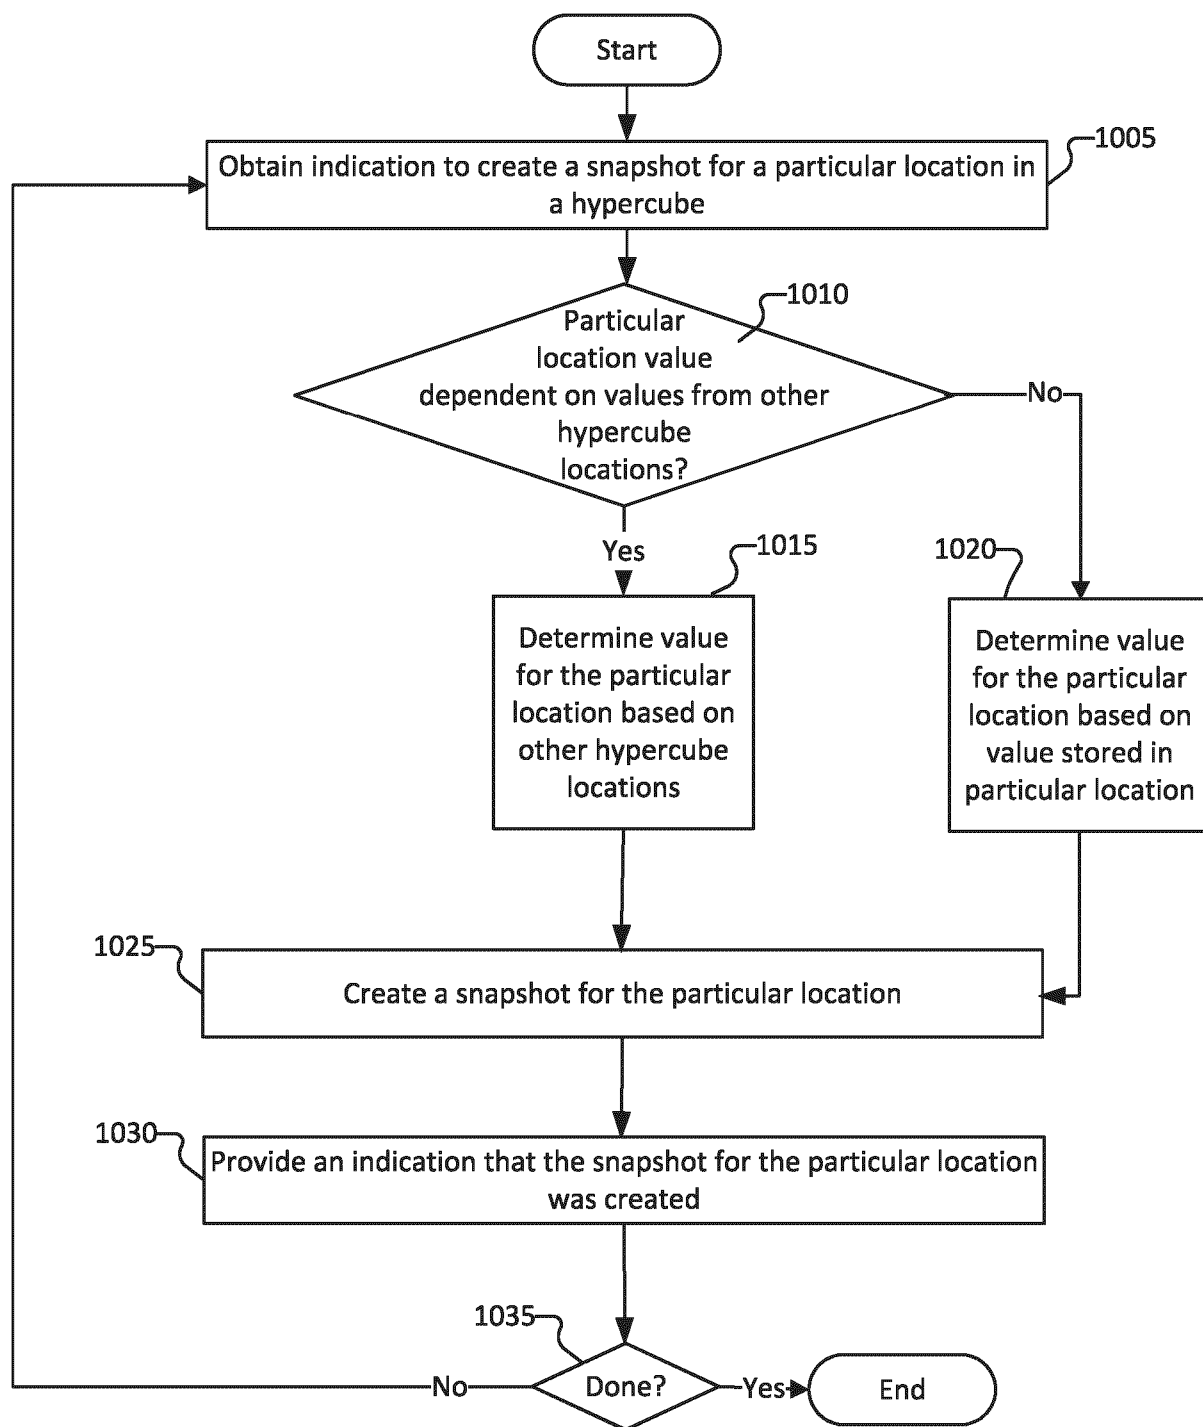 Start
1005
Obtain indication to create a snapshot for a particular location in
a hypercube
1010
Particular
location value
dependent on values from other
hypercube
locations?
No
Yes
1015
1020
Determine value
for the particular
location based on
other hypercube
locations
Determine value
for the particular
location based on
value stored in
particular location
1025
Create a snapshot for the particular location
1030
Provide an indication that the snapshot for the particular location
was created
1035
Done?
No
Yes
End